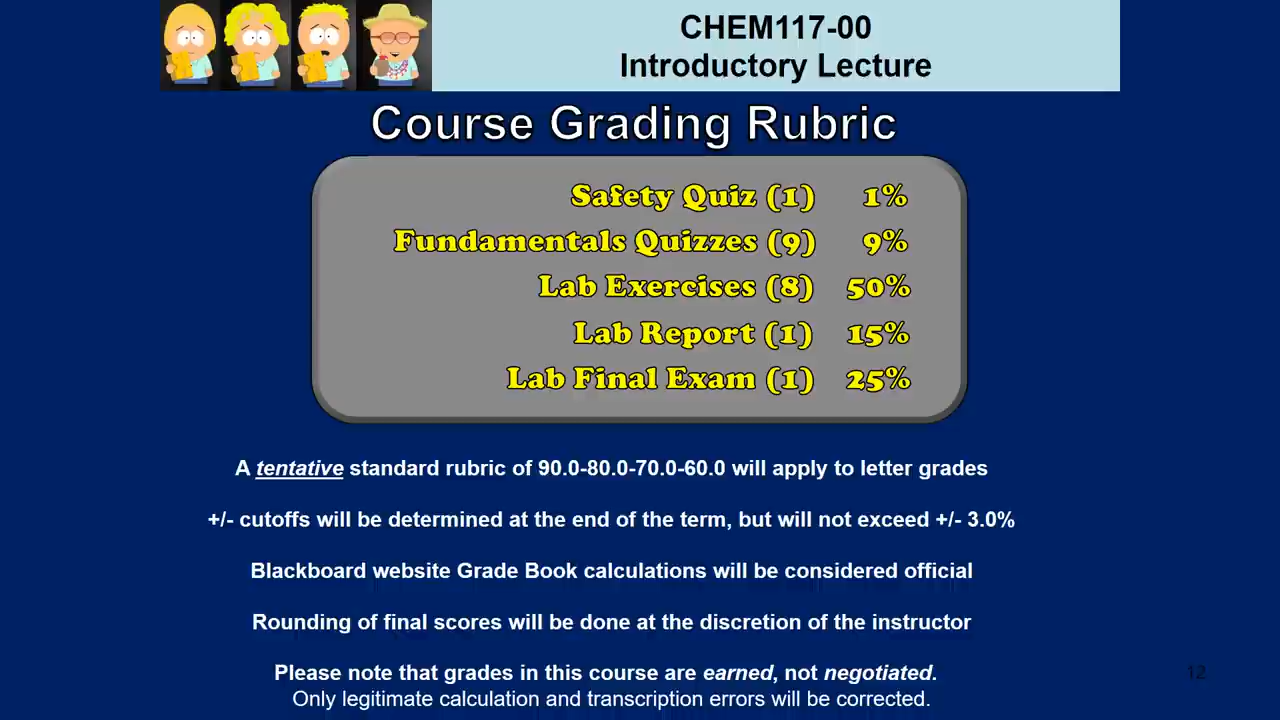 CHEM117-00
Introductory Lecture
Course Grading Rubric
Safety Quiz (1) 1%
Fundamentals Quizzes (9) 9%
Lab Exercises (8) 50%
Lab Report (1) 15%
Lab Final Exam (1) 25%
A tentative standard rubric of 90.0-80.0-70.0-60.0 will apply to letter grades
+/- cutoffs will be determined at the end of the term, but will not exceed +/- 3.0%
Blackboard website Grade Book calculations will be considered official
Rounding of final scores will be done at the discretion of the instructor
Please note that grades in this course are earned, not negotiated.
Only legitimate calculation and transcription errors will be corrected.
12